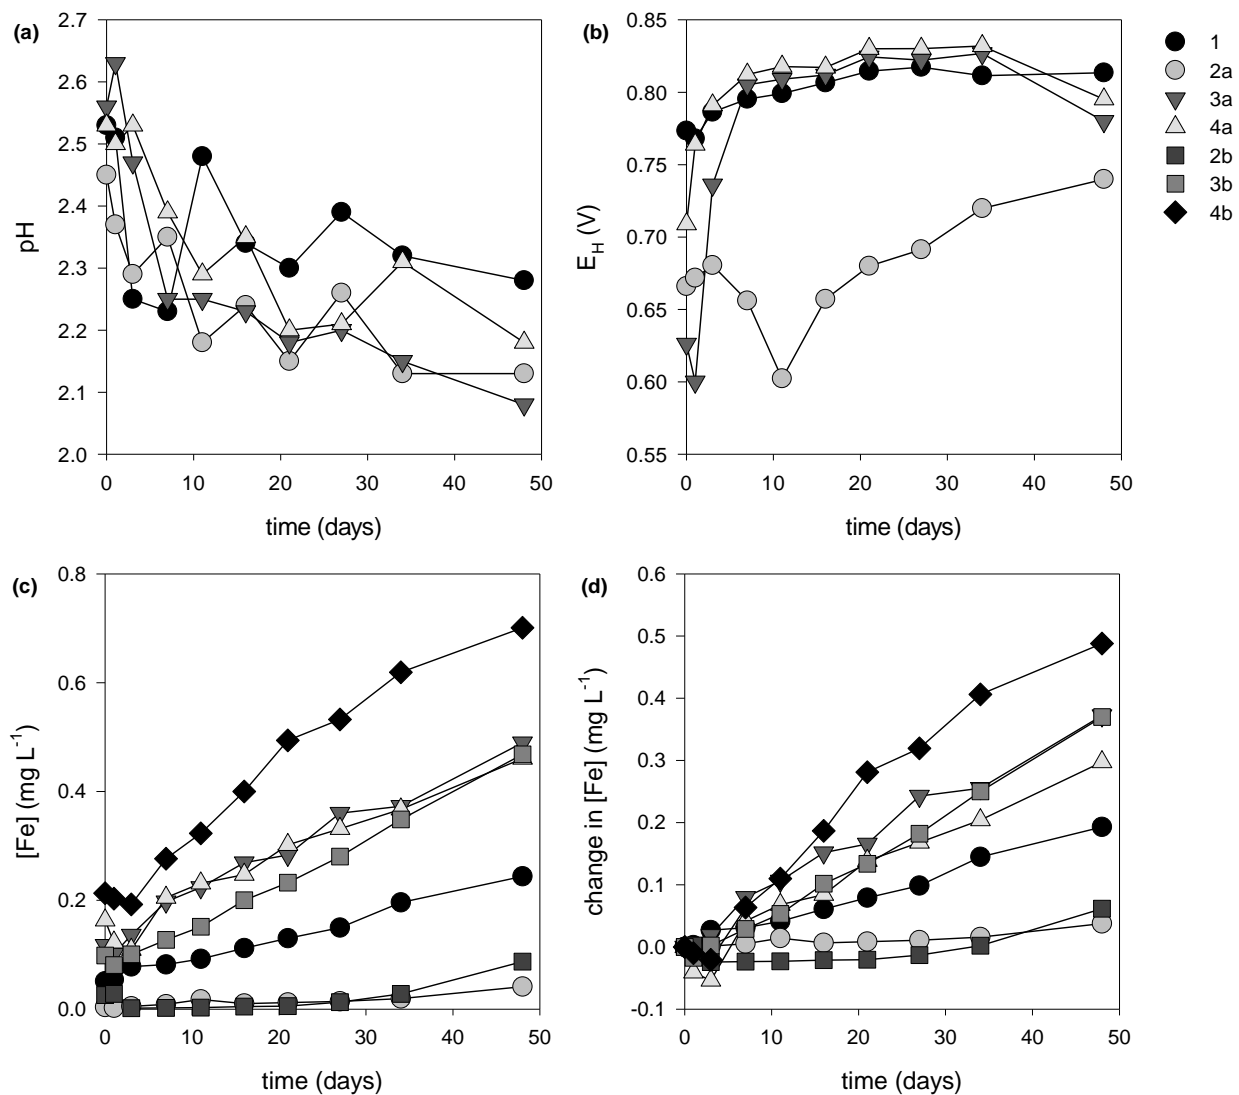 (a)
2.7
2.6
2.5
2.4
2.3
2.2
2.1
2.0
pH
0 10 20 30 40 50
time (days)
(b)
0.85
0.80
0.75
0.70
0.65
0.60
0.55
E_H (V)
0 10 20 30 40 50
time (days)
1
2a
3a
4a
2b
3b
4b
(c)
0.8
0.6
0.4
0.2
0.0
[Fe] (mg L⁻¹)
0 10 20 30 40 50
time (days)
(d)
0.6
0.5
0.4
0.3
0.2
0.1
0.0
-0.1
change in [Fe] (mg L⁻¹)
0 10 20 30 40 50
time (days)